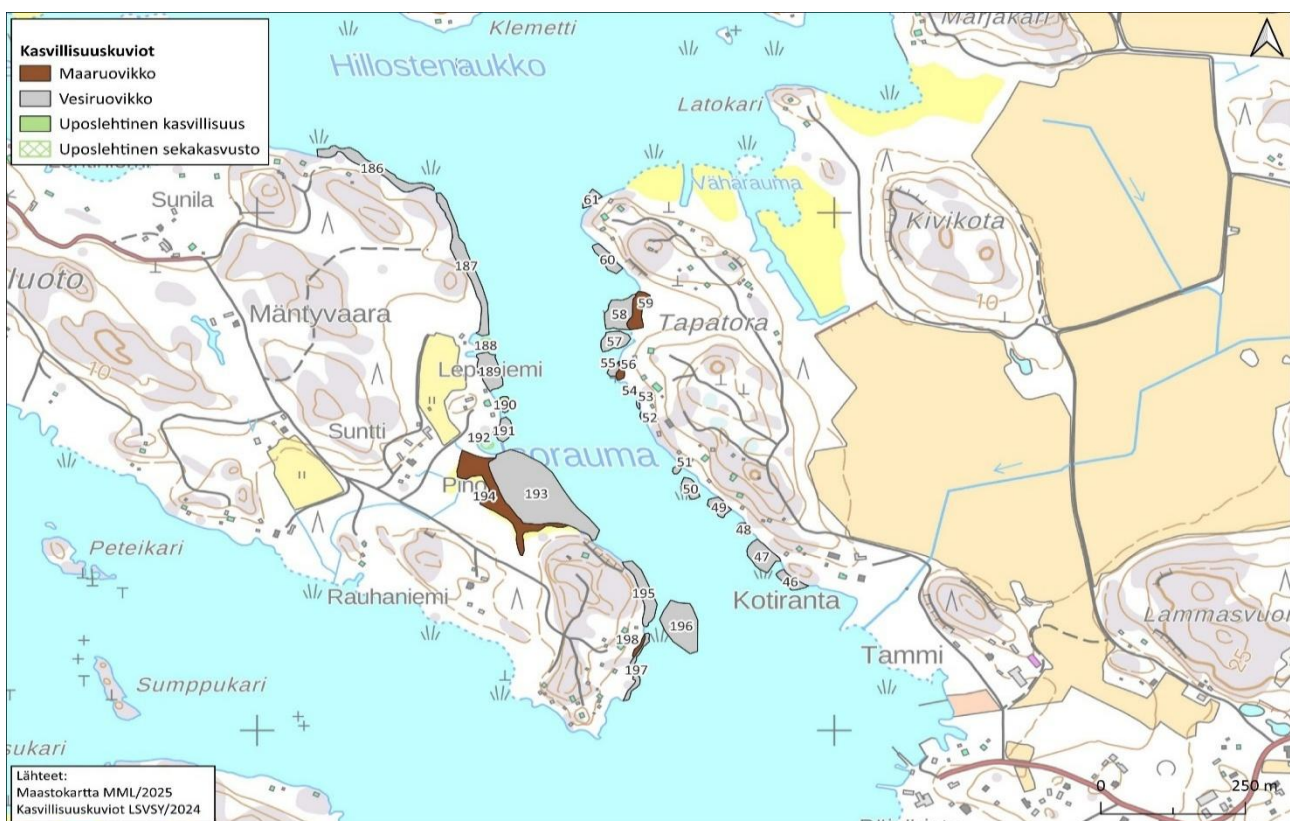 Kasvillisuuskuviot
Maaruovikko
Vesiruovikko
Uposlehtinen kasvillisuus
Uposlehtinen sekakasvusto
Klemetti
Marjakari
Hillostenaukko
Latokari
186
Sunila
Väharauma
61
Kivikota
187
60
luoto
59
58
10
Mäntyvaara
Tapatora
57
188
55 56
10
189
54 53
190
52
Suntti
191
192
51
193
194
50
49
48
Peteikari
47
46
Rauhaniemi
195
Kotiranta
Lammasvuori
196
198
25
Tammi
197
Sumppukari
sukari
Lähteet:
Maastokartta MML/2025
Kasvillisuuskuviot LSVSY/2024
0 250 m